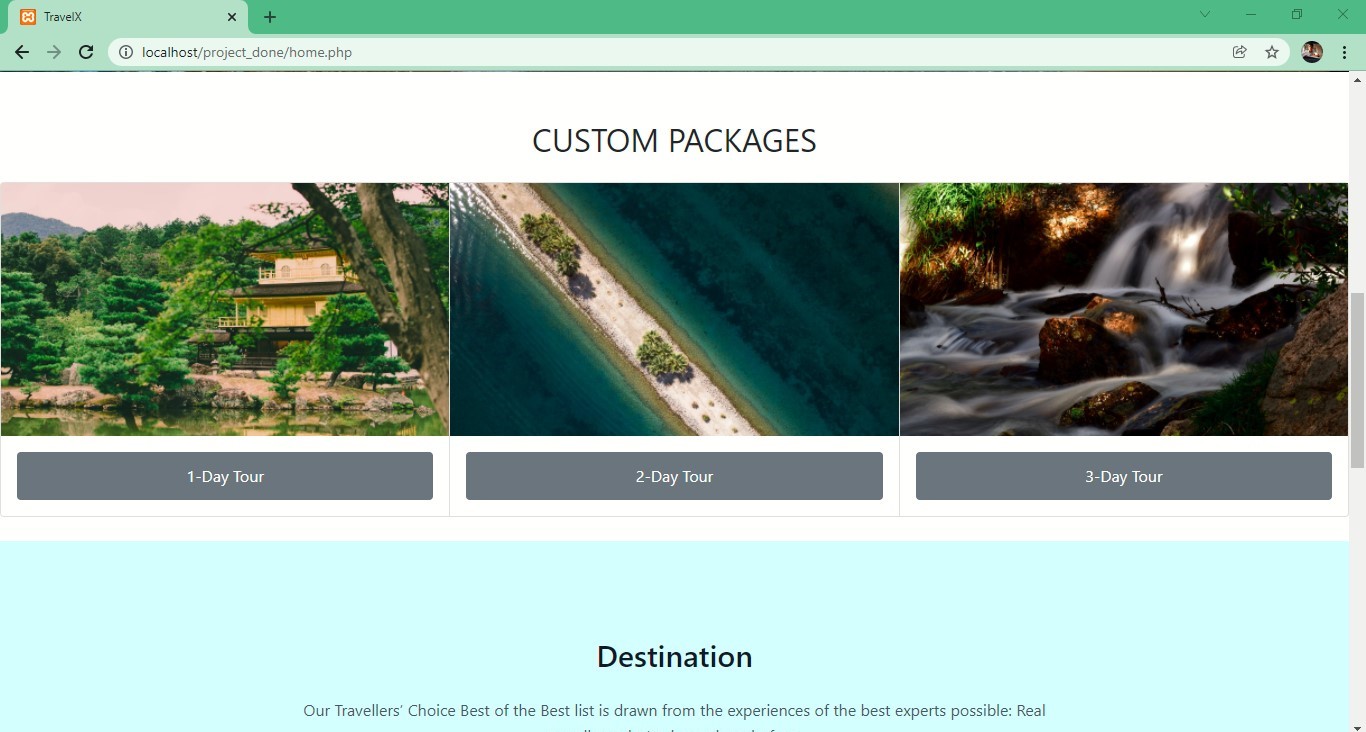 TravelX
localhost/project_done/home.php
CUSTOM PACKAGES
1-Day Tour
2-Day Tour
3-Day Tour
Destination
Our Travellers’ Choice Best of the Best list is drawn from the experiences of the best experts possible: Real